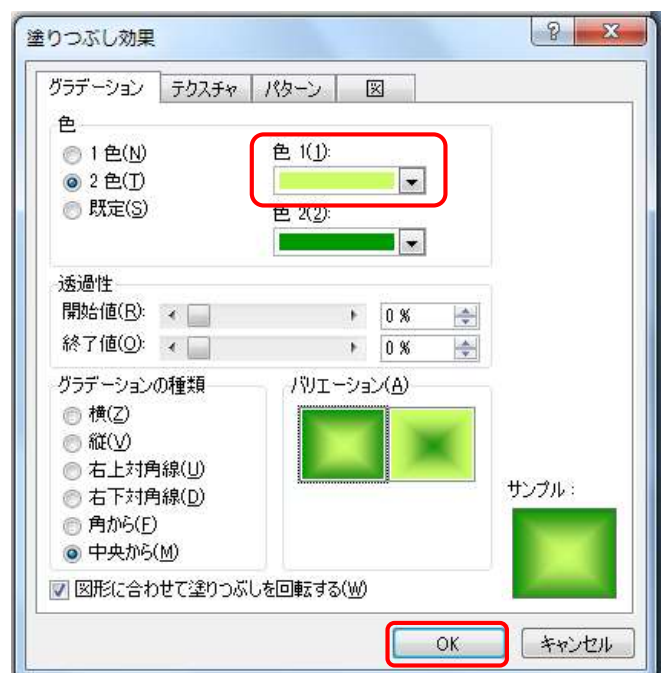 塗りつぶし効果
グラデーション テクスチャ パターン 図
色
1 色(N)
2 色(T)
既定(S)
色 1(1):
色 2(2):
透過性
開始値(R): 0 %
終了値(O): 0 %
グラデーションの種類
横(Z)
縦(V)
右上対角線(U)
右下対角線(D)
角から(F)
中央から(M)
バリエーション(A)
サンプル:
図形に合わせて塗りつぶしを回転する(W)
OK キャンセル